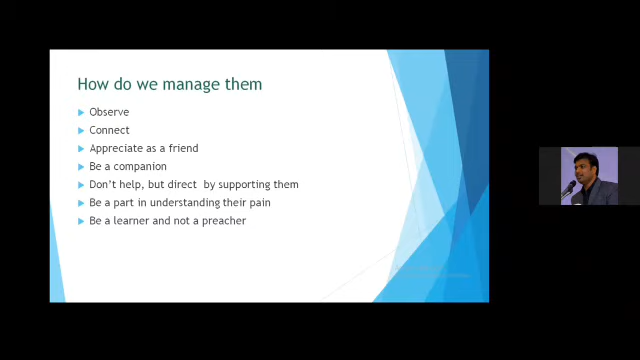 How do we manage them
Observe
Connect
Appreciate as a friend
Be a companion
Don't help, but direct  by supporting them
Be a part in understanding their pain
Be a learner and not a preacher